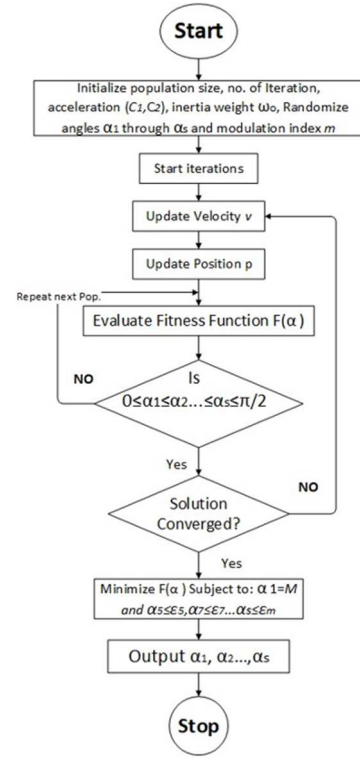 Start
Initialize population size, no. of Iteration,
acceleration (C1,C2), inertia weight ωo, Randomize
angles α1 through αs and modulation index m
Start iterations
Update Velocity v
Update Position p
Repeat next Pop.
Evaluate Fitness Function F(α )
Is
NO
0≤α1≤α2...≤αs≤π/2
Yes
NO
Solution
Converged?
Yes
Minimize F(α ) Subject to: α 1=M
and α5≤ε5,α7≤ε7...αs≤εm
Output α1, α2...,αs
Stop